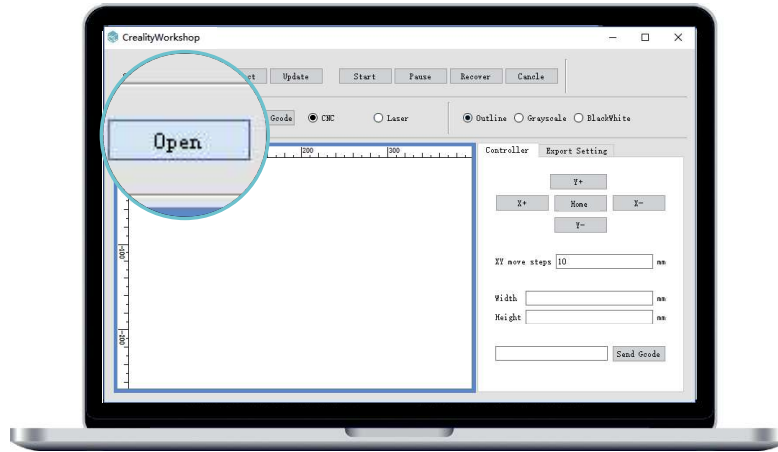 CrealityWorkshop
Update Start Pause Recover Cancle
Gcode CNC Laser Outline Grayscale BlackWhite
Open
200 300
Controller Export Setting
Y+
X+ Home X-
Y-
-100
XY move steps 10 mm
Width mm
Height mm
-200
Send Gcode